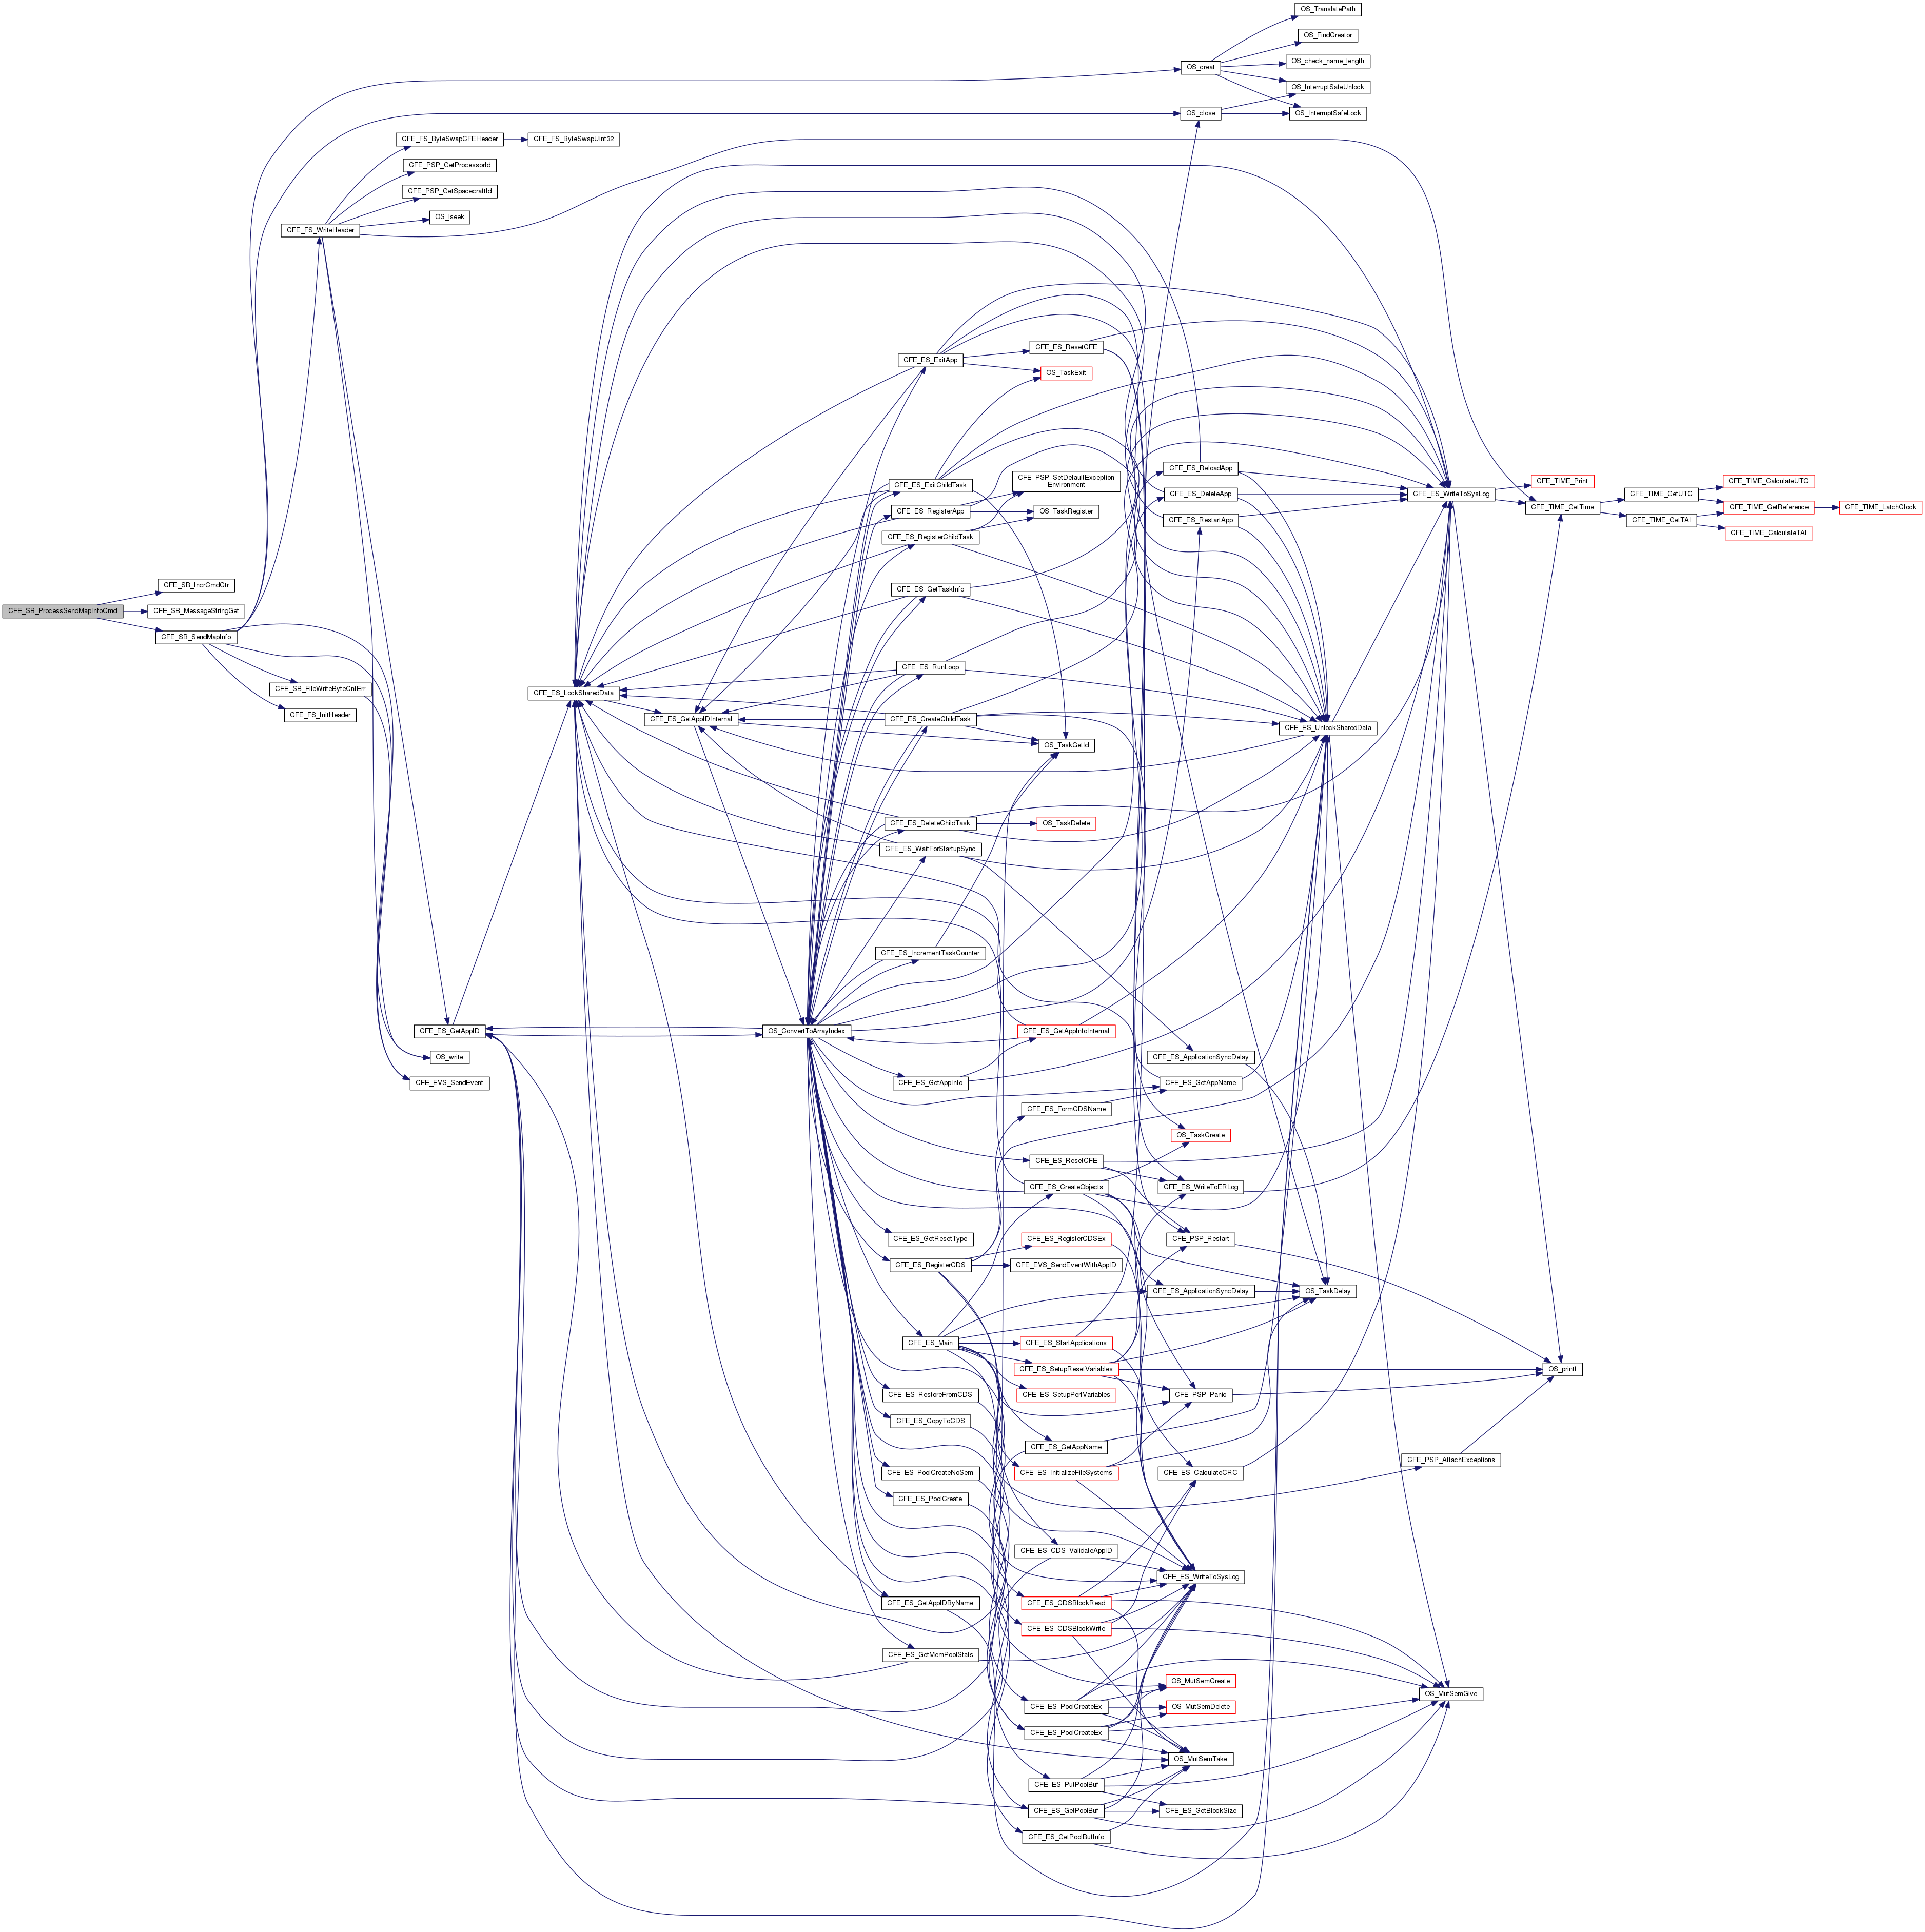 OS_TranslatePath
OS_FindCreator
OS_creat
OS_check_name_length
OS_InterruptSafeUnlock
OS_close
OS_InterruptSafeLock
CFE_FS_ByteSwapCFEHeader
CFE_FS_ByteSwapUint32
CFE_PSP_GetProcessorId
CFE_PSP_GetSpacecraftId
OS_lseek
CFE_FS_WriteHeader
CFE_ES_ResetCFE
CFE_ES_ExitApp
OS_TaskExit
CFE_ES_ReloadApp
CFE_PSP_SetDefaultException
Environment
CFE_TIME_Print
CFE_TIME_CalculateUTC
CFE_ES_ExitChildTask
CFE_ES_DeleteApp
CFE_ES_WriteToSysLog
CFE_TIME_GetUTC
CFE_ES_RegisterApp
OS_TaskRegister
CFE_TIME_GetTime
CFE_TIME_GetReference
CFE_TIME_LatchClock
CFE_ES_RestartApp
CFE_TIME_GetTAI
CFE_ES_RegisterChildTask
CFE_TIME_CalculateTAI
CFE_SB_IncrCmdCtr
CFE_ES_GetTaskInfo
CFE_SB_ProcessSendMapInfoCmd
CFE_SB_MessageStringGet
CFE_SB_SendMapInfo
CFE_ES_RunLoop
CFE_SB_FileWriteByteCntErr
CFE_ES_LockSharedData
CFE_FS_InitHeader
CFE_ES_GetAppIDInternal
CFE_ES_CreateChildTask
CFE_ES_UnlockSharedData
OS_TaskGetId
CFE_ES_DeleteChildTask
OS_TaskDelete
CFE_ES_WaitForStartupSync
CFE_ES_IncrementTaskCounter
CFE_ES_GetAppID
OS_ConvertToArrayIndex
CFE_ES_GetAppInfoInternal
OS_write
CFE_ES_ApplicationSyncDelay
CFE_EVS_SendEvent
CFE_ES_GetAppInfo
CFE_ES_GetAppName
CFE_ES_FormCDSName
OS_TaskCreate
CFE_ES_ResetCFE
CFE_ES_CreateObjects
CFE_ES_WriteToERLog
CFE_ES_GetResetType
CFE_ES_RegisterCDSEx
CFE_PSP_Restart
CFE_ES_RegisterCDS
CFE_EVS_SendEventWithAppID
CFE_ES_ApplicationSyncDelay
OS_TaskDelay
CFE_ES_Main
CFE_ES_StartApplications
CFE_ES_SetupResetVariables
OS_printf
CFE_ES_RestoreFromCDS
CFE_ES_SetupPerfVariables
CFE_PSP_Panic
CFE_ES_CopyToCDS
CFE_ES_GetAppName
CFE_PSP_AttachExceptions
CFE_ES_PoolCreateNoSem
CFE_ES_InitializeFileSystems
CFE_ES_CalculateCRC
CFE_ES_PoolCreate
CFE_ES_CDS_ValidateAppID
CFE_ES_WriteToSysLog
CFE_ES_GetAppIDByName
CFE_ES_CDSBlockRead
CFE_ES_CDSBlockWrite
CFE_ES_GetMemPoolStats
OS_MutSemCreate
OS_MutSemGive
CFE_ES_PoolCreateEx
OS_MutSemDelete
CFE_ES_PoolCreateEx
OS_MutSemTake
CFE_ES_PutPoolBuf
CFE_ES_GetPoolBuf
CFE_ES_GetBlockSize
CFE_ES_GetPoolBufInfo